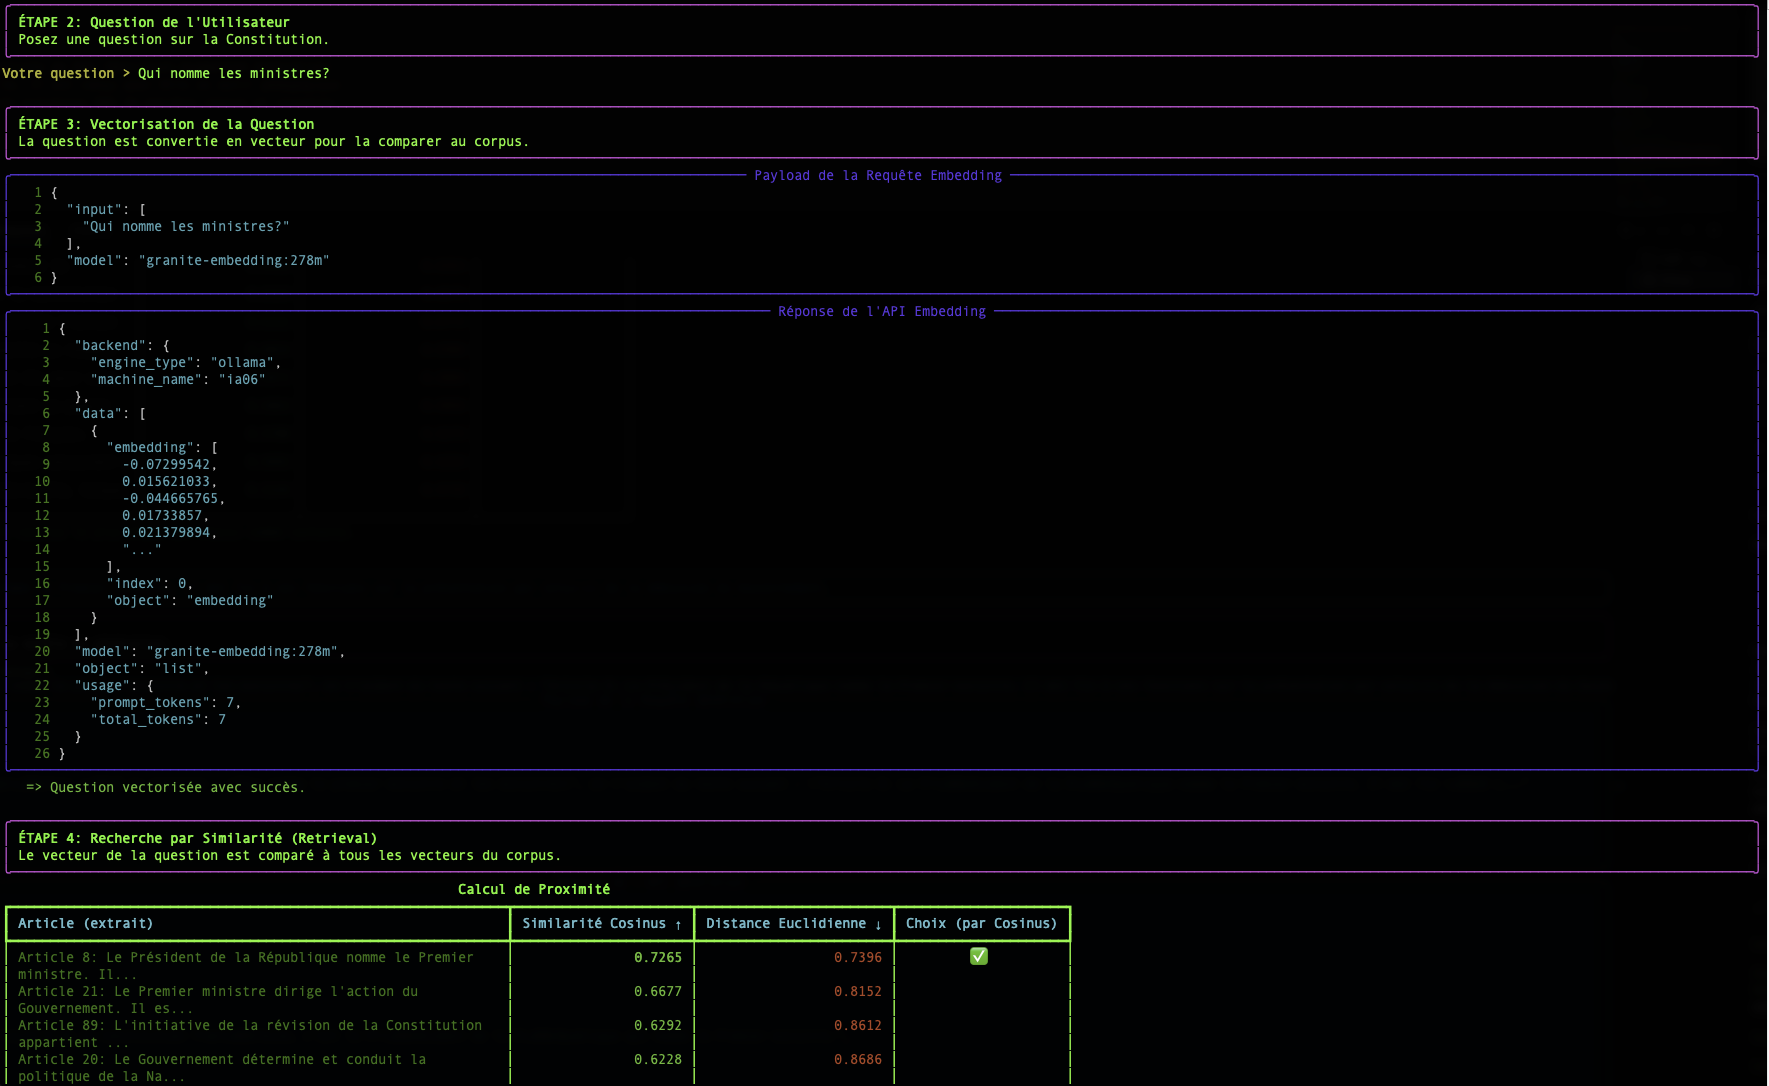 ÉTAPE 2: Question de l'Utilisateur
Posez une question sur la Constitution.
Votre question > Qui nomme les ministres?
ÉTAPE 3: Vectorisation de la Question
La question est convertie en vecteur pour la comparer au corpus.
Payload de la Requête Embedding
1 {
2 "input": [
3 "Qui nomme les ministres?"
4 ],
5 "model": "granite-embedding:278m"
6 }
Réponse de l'API Embedding
1 {
2 "backend": {
3 "engine_type": "ollama",
4 "machine_name": "ia06"
5 },
6 "data": [
7 {
8 "embedding": [
9 -0.07299542,
10 0.015621033,
11 -0.044665765,
12 0.01733857,
13 0.021379894,
14 "..."
15 ],
16 "index": 0,
17 "object": "embedding"
18 }
19 ],
20 "model": "granite-embedding:278m",
21 "object": "list",
22 "usage": {
23 "prompt_tokens": 7,
24 "total_tokens": 7
25 }
26 }
=> Question vectorisée avec succès.
ÉTAPE 4: Recherche par Similarité (Retrieval)
Le vecteur de la question est comparé à tous les vecteurs du corpus.
Calcul de Proximité
Article (extrait) Similarité Cosinus ↑ Distance Euclidienne ↓ Choix (par Cosinus)
Article 8: Le Président de la République nomme le Premier 0.7265 0.7396 ✅
ministre. Il...
Article 21: Le Premier ministre dirige l'action du 0.6677 0.8152
Gouvernement. Il es...
Article 89: L'initiative de la révision de la Constitution 0.6292 0.8612
appartient ...
Article 20: Le Gouvernement détermine et conduit la 0.6228 0.8686
politique de la Na...